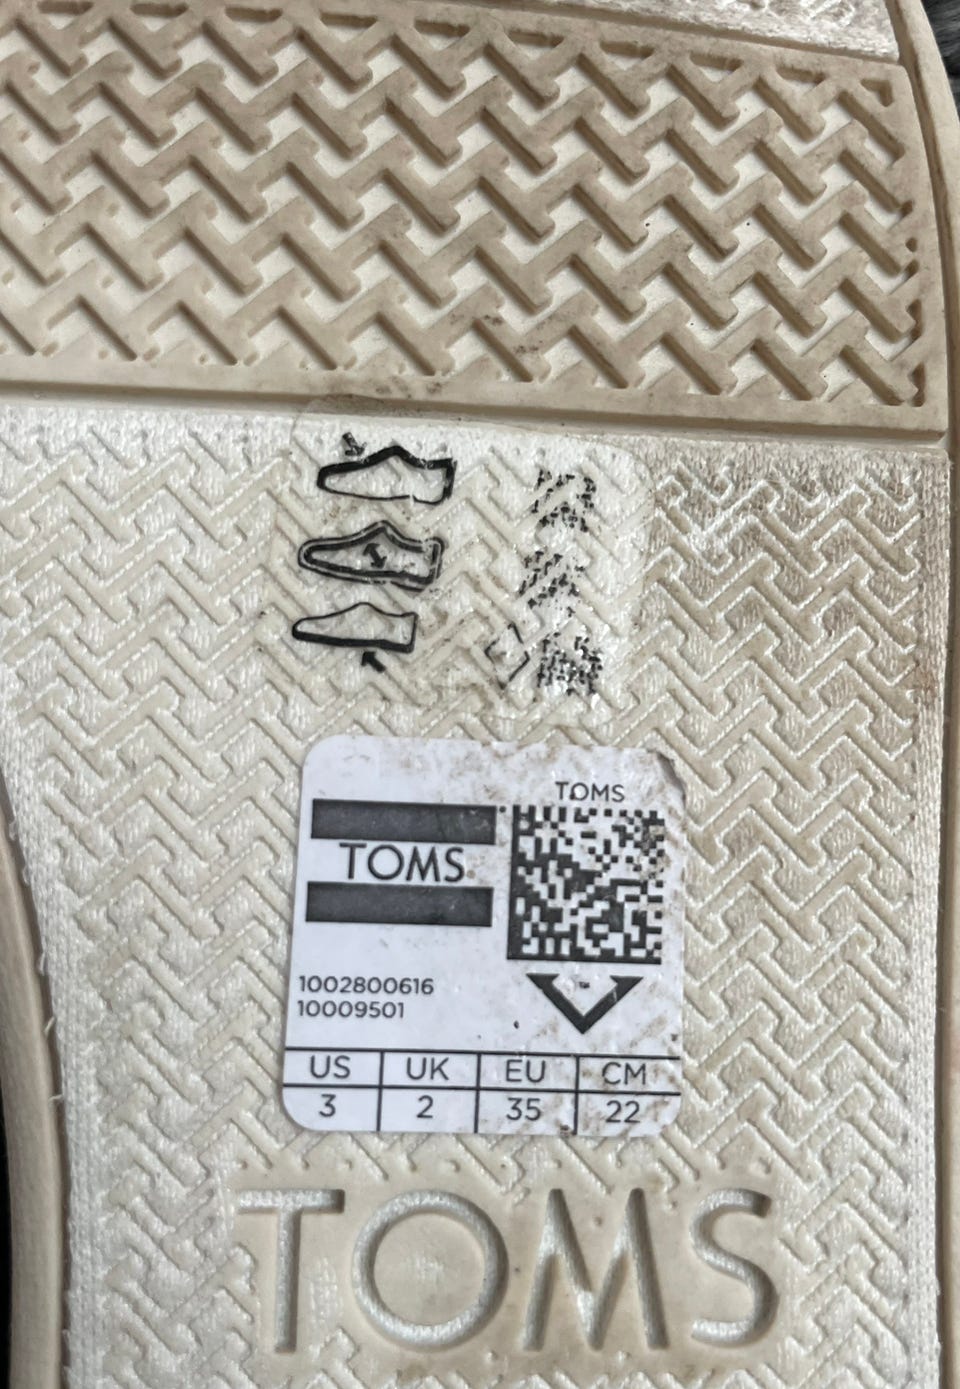 TOMS
TOMS
1002800616
10009501
US UK EU CM
3 2 35 22
TOMS